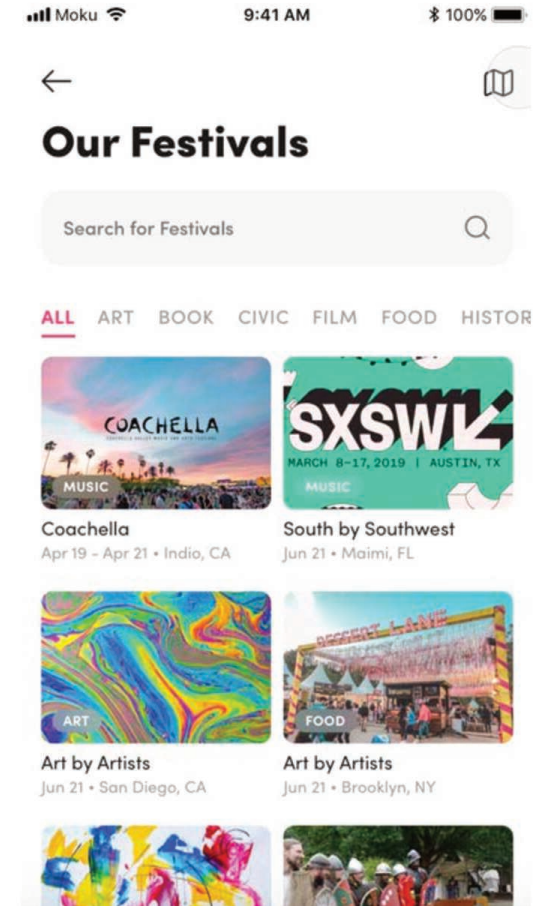 Moku 9:41 AM 100%
Our Festivals
Search for Festivals
ALL ART BOOK CIVIC FILM FOOD HISTOR
COACHELLA
MUSIC
Coachella
Apr 19 - Apr 21 • Indio, CA
SXSW
MARCH 8–17, 2019 | AUSTIN, TX
MUSIC
South by Southwest
Jun 21 • Maimi, FL
ART
Art by Artists
Jun 21 • San Diego, CA
DESSERT LANE
FOOD
Art by Artists
Jun 21 • Brooklyn, NY